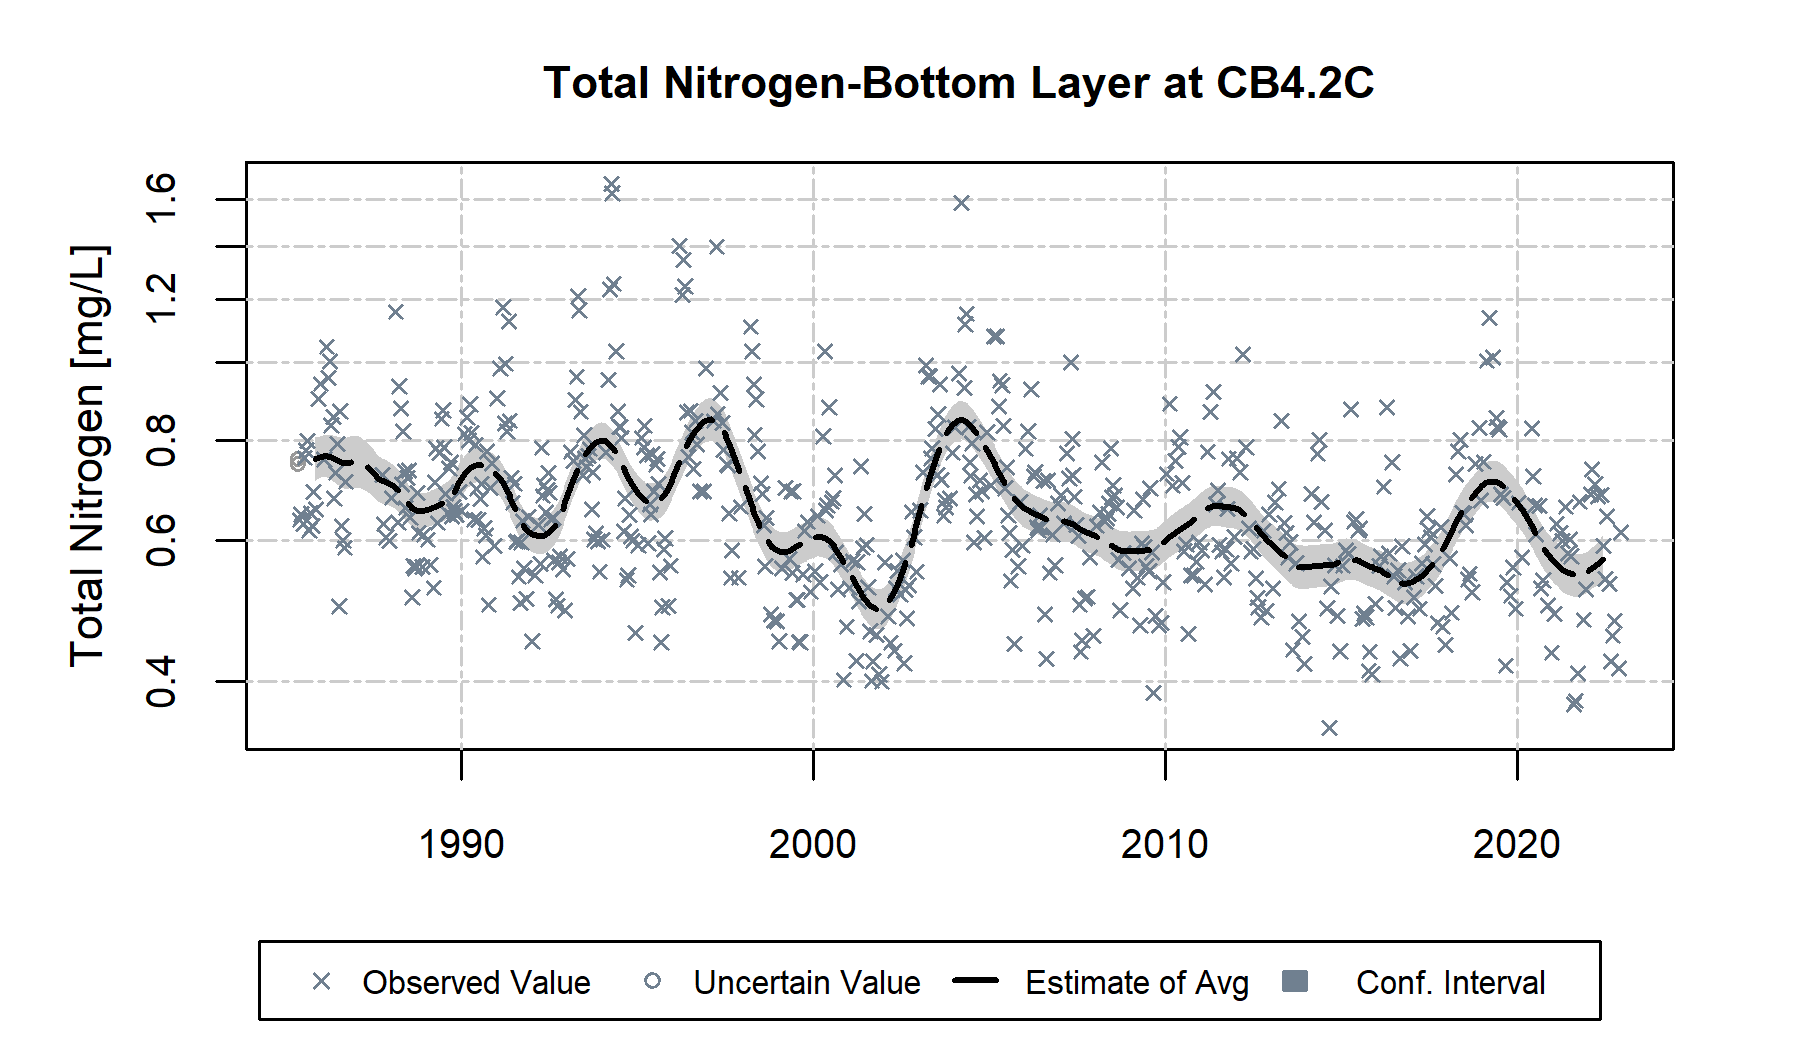 Total Nitrogen-Bottom Layer at CB4.2C
Total Nitrogen [mg/L]
1.6
1.2
0.8
0.6
0.4
1990 2000 2010 2020
Observed Value Uncertain Value Estimate of Avg Conf. Interval